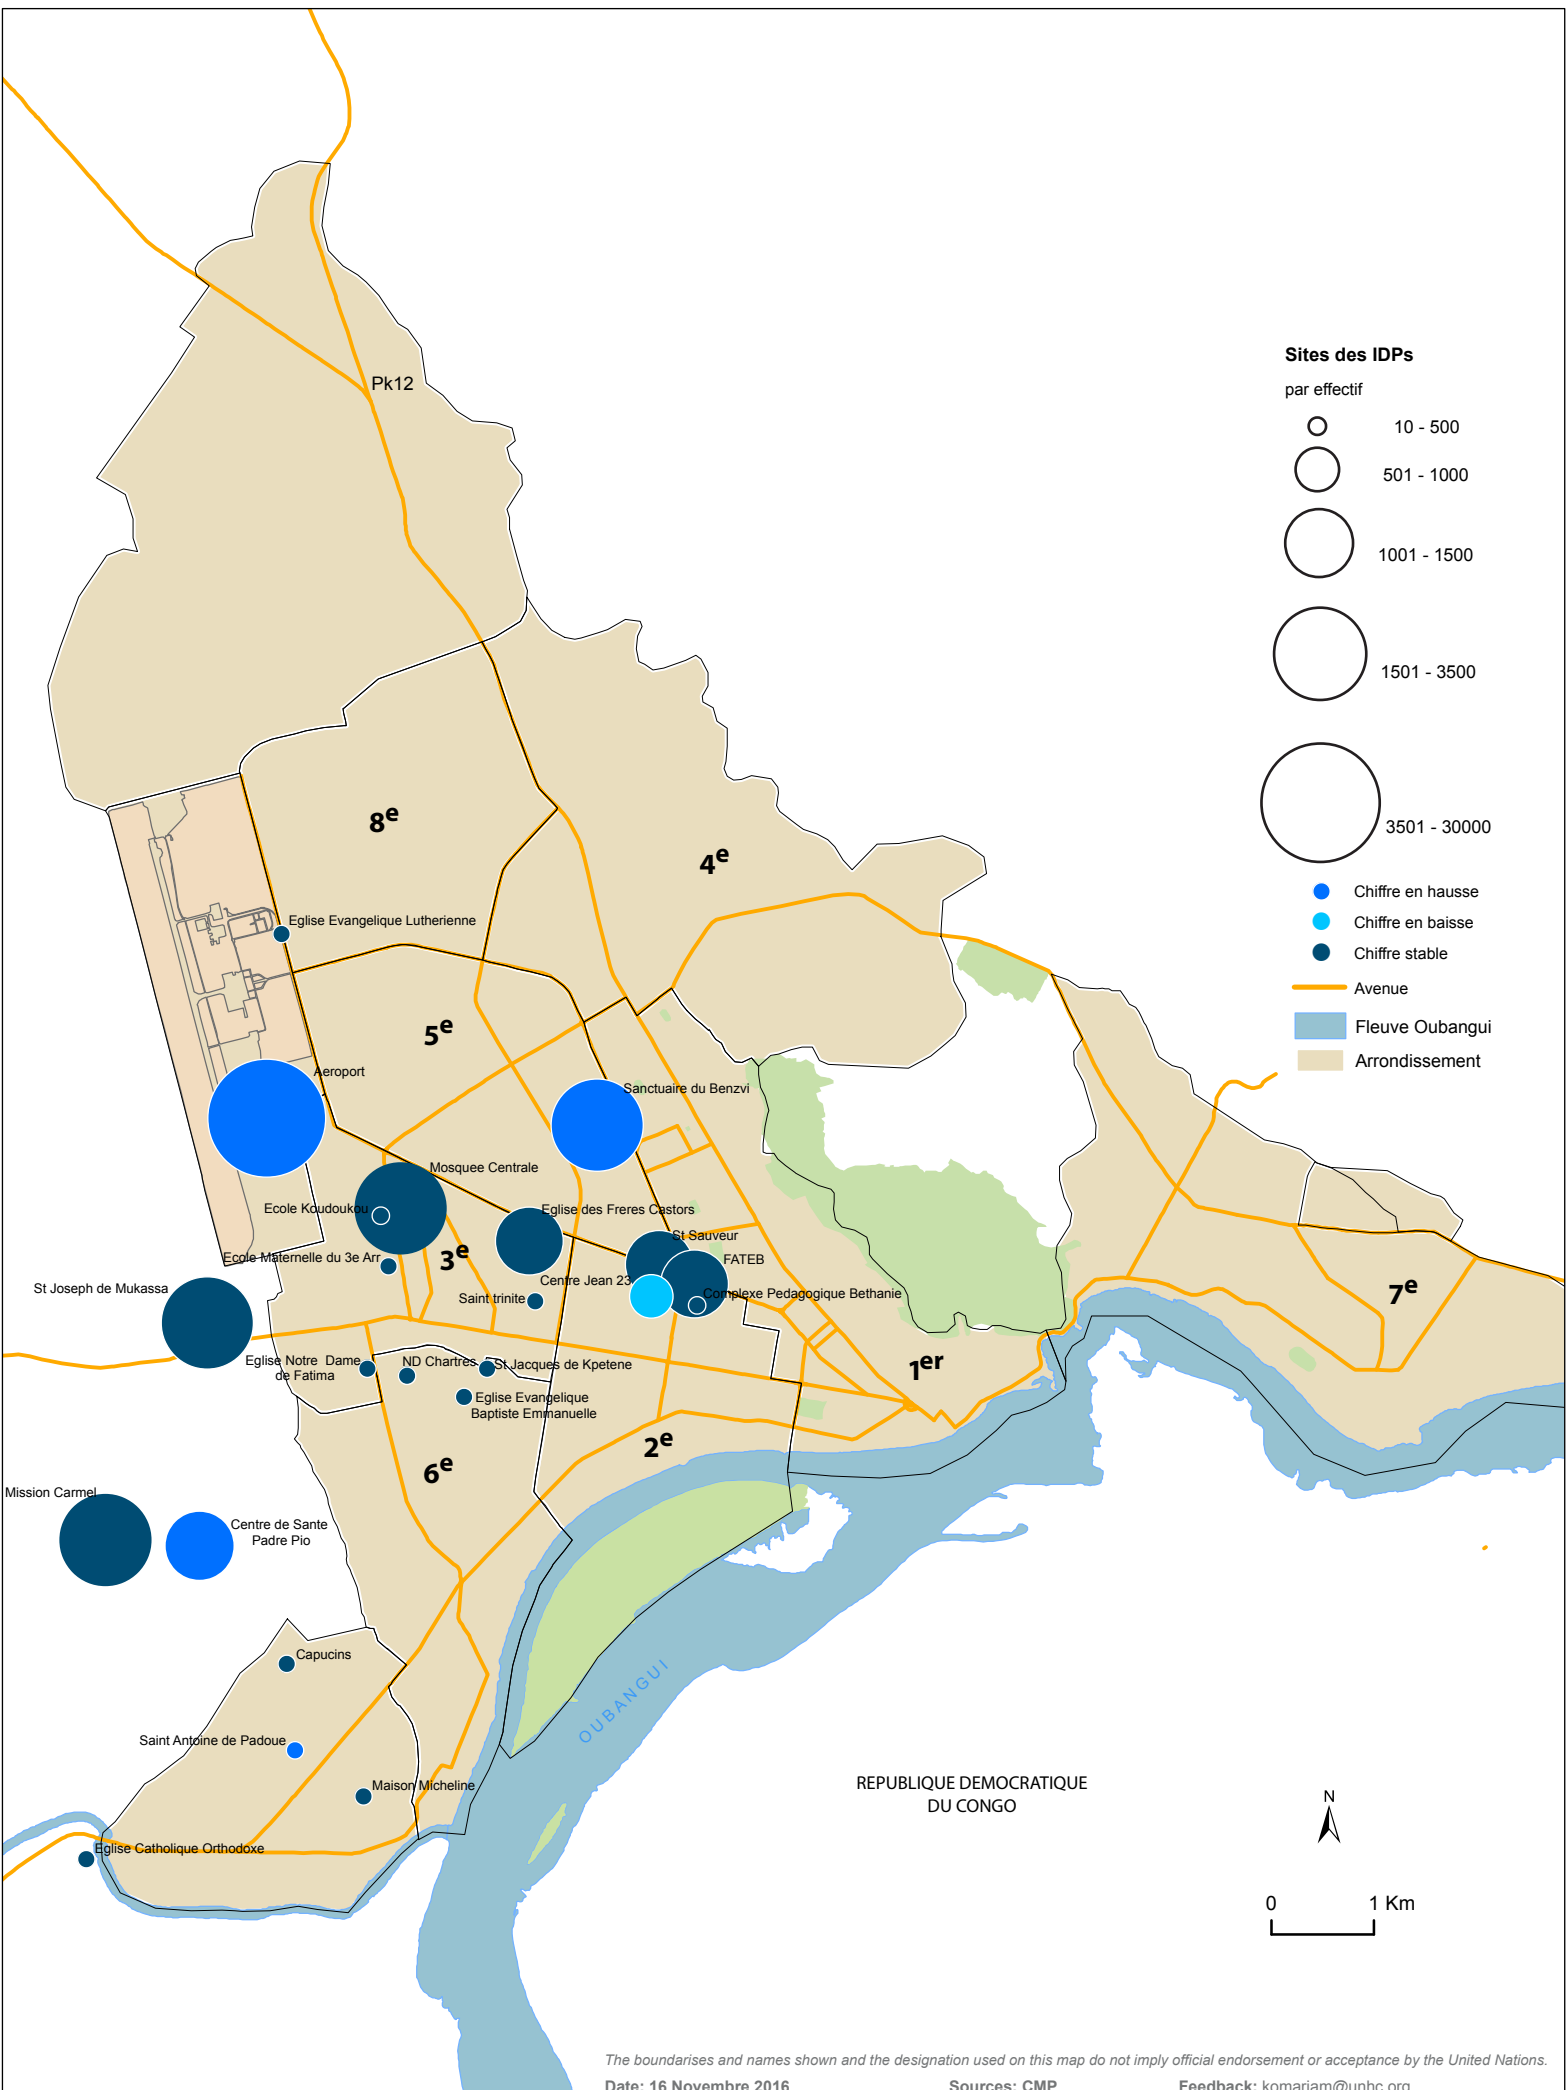 Pk12
Sites des IDPs
par effectif
10 - 500
501 - 1000
1001 - 1500
1501 - 3500
3501 - 30000
Chiffre en hausse
Chiffre en baisse
Chiffre stable
Avenue
Fleuve Oubangui
Arrondissement
8e
4e
Eglise Evangelique Lutherienne
5e
Aeroport
Sanctuaire du Benzvi
Mosquee Centrale
Ecole Koudoukou
Eglise des Freres Castors
St Sauveur
Ecole Maternelle du 3e Arr
3e
FATEB
Centre Jean 23
St Joseph de Mukassa
Saint trinite
Complexe Pedagogique Bethanie
7e
Eglise Notre Dame
de Fatima
ND Chartres
St Jacques de Kpetene
1er
Eglise Evangelique
Baptiste Emmanuelle
2e
6e
Mission Carmel
Centre de Sante
Padre Pio
Capucins
OUBANGUI
Saint Antoine de Padoue
Maison Micheline
REPUBLIQUE DEMOCRATIQUE
DU CONGO
N
Eglise Catholique Orthodoxe
0 1 Km
The boundarises and names shown and the designation used on this map do not imply official endorsement or acceptance by the United Nations.
Date: 16 Novembre 2016 Sources: CMP Feedback: komariam@unhc.org